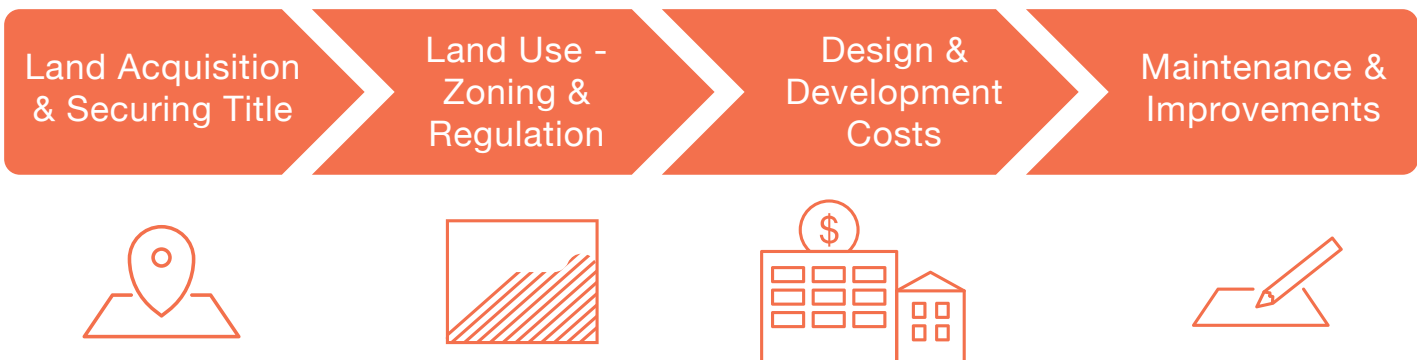 Land Acquisition
& Securing Title
Land Use -
Zoning &
Regulation
Design &
Development
Costs
Maintenance &
Improvements
$